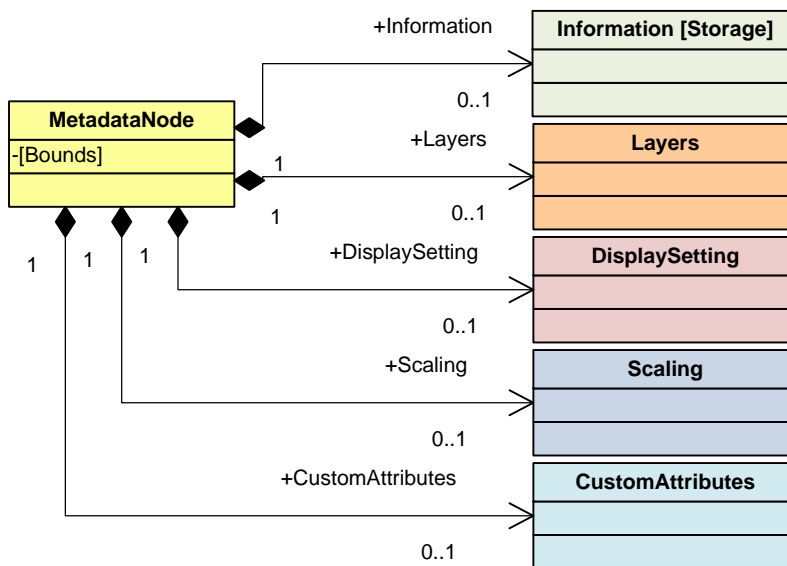 +Information
Information [Storage]
0..1
MetadataNode
-[Bounds]
1
+Layers
Layers
1
0..1
1
1
1
+DisplaySetting
DisplaySetting
0..1
+Scaling
Scaling
0..1
+CustomAttributes
CustomAttributes
0..1